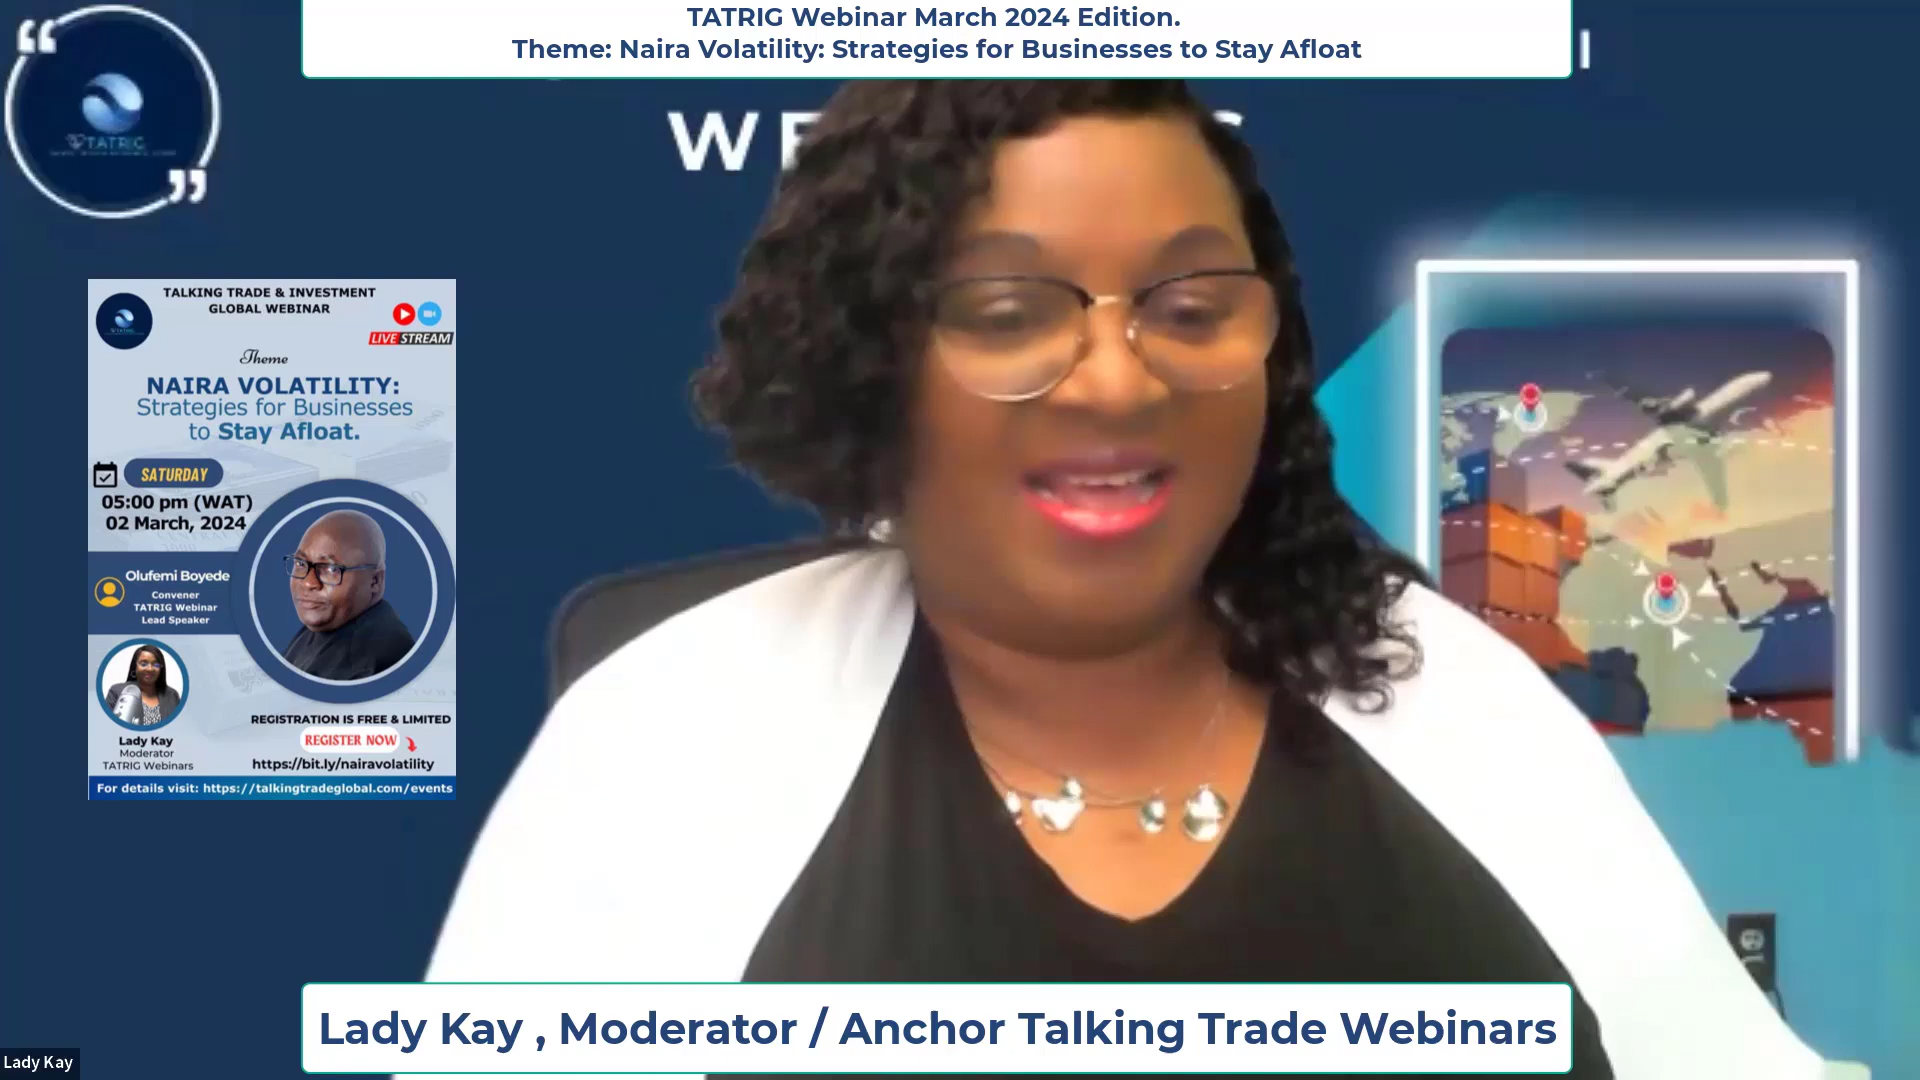 TATRIG Webinar March 2024 Edition.
Theme: Naira Volatility: Strategies for Businesses to Stay Afloat
TATRIG
TALKING TRADE & INVESTMENT
GLOBAL WEBINAR
LIVE STREAM
Theme
NAIRA VOLATILITY:
Strategies for Businesses
to Stay Afloat.
SATURDAY
05:00 pm (WAT)
02 March, 2024
Olufemi Boyede
Convener
TATRIG Webinar
Lead Speaker
Lady Kay
Moderator
TATRIG Webinars
REGISTRATION IS FREE & LIMITED
REGISTER NOW
https://bit.ly/nairavolatility
For details visit: https://talkingtradeglobal.com/events
Lady Kay , Moderator / Anchor Talking Trade Webinars
Lady Kay